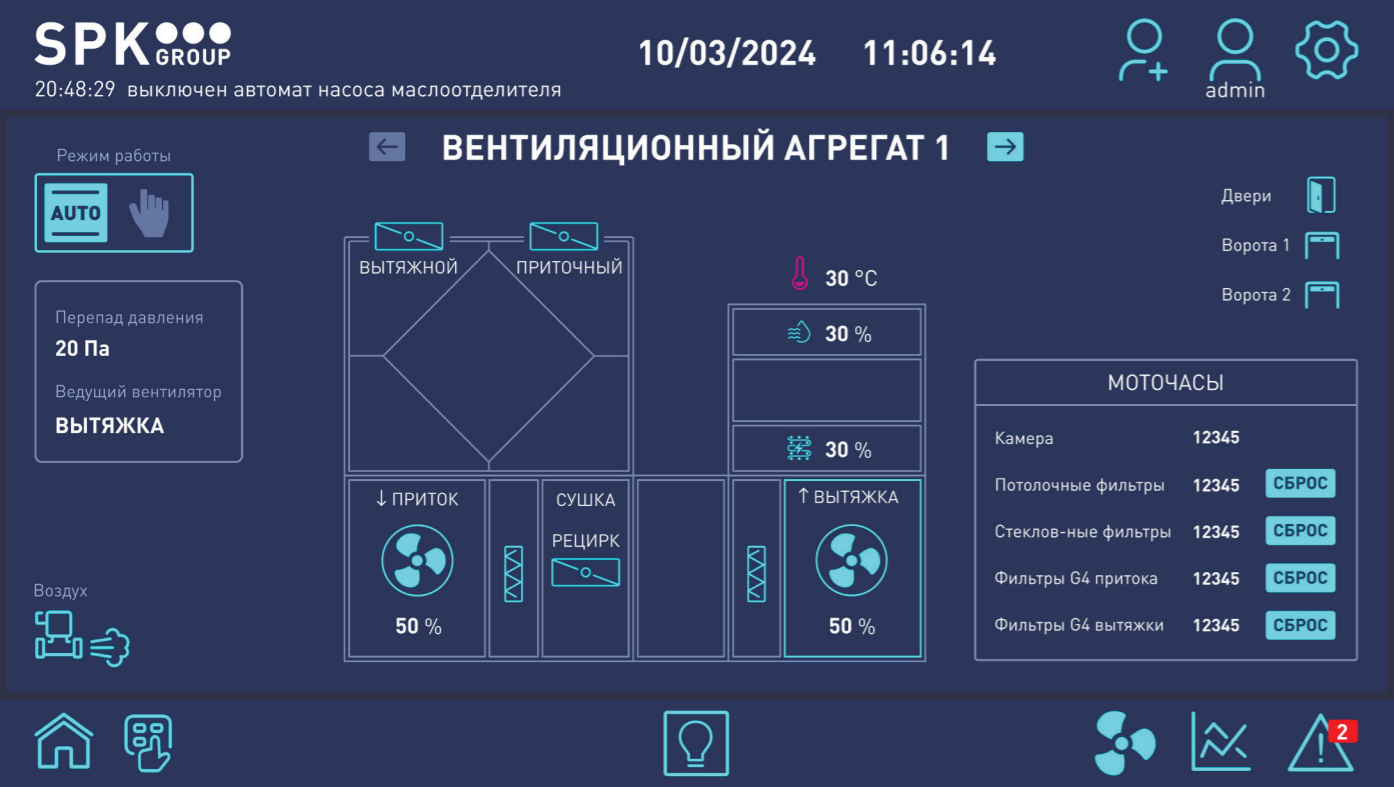 SPK GROUP
10/03/2024 11:06:14
20:48:29 выключен автомат насоса маслоотделителя
admin
ВЕНТИЛЯЦИОННЫЙ АГРЕГАТ 1
Режим работы
AUTO
Перепад давления
20 Па
Ведущий вентилятор
ВЫТЯЖКА
Воздух
ВЫТЯЖНОЙ
ПРИТОЧНЫЙ
30 °C
30 %
30 %
↓ ПРИТОК
50 %
СУШКА
РЕЦИРК
↑ ВЫТЯЖКА
50 %
Двери
Ворота 1
Ворота 2
МОТОЧАСЫ
Камера 12345
Потолочные фильтры 12345 СБРОС
Стеклов-ные фильтры 12345 СБРОС
Фильтры G4 притока 12345 СБРОС
Фильтры G4 вытяжки 12345 СБРОС
2